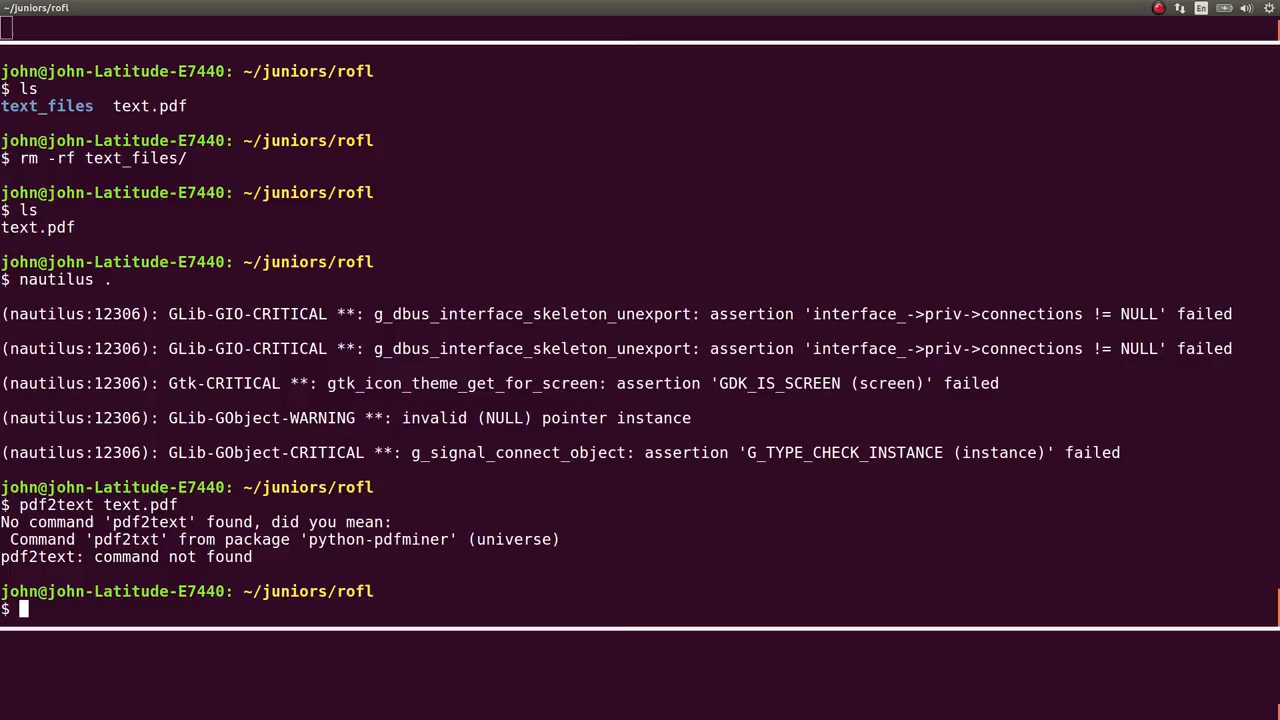 ~/juniors/rofl
En
john@john-Latitude-E7440: ~/juniors/rofl
$ ls
text_files  text.pdf
john@john-Latitude-E7440: ~/juniors/rofl
$ rm -rf text_files/
john@john-Latitude-E7440: ~/juniors/rofl
$ ls
text.pdf
john@john-Latitude-E7440: ~/juniors/rofl
$ nautilus .
(nautilus:12306): GLib-GIO-CRITICAL **: g_dbus_interface_skeleton_unexport: assertion 'interface_->priv->connections != NULL' failed
(nautilus:12306): GLib-GIO-CRITICAL **: g_dbus_interface_skeleton_unexport: assertion 'interface_->priv->connections != NULL' failed
(nautilus:12306): Gtk-CRITICAL **: gtk_icon_theme_get_for_screen: assertion 'GDK_IS_SCREEN (screen)' failed
(nautilus:12306): GLib-GObject-WARNING **: invalid (NULL) pointer instance
(nautilus:12306): GLib-GObject-CRITICAL **: g_signal_connect_object: assertion 'G_TYPE_CHECK_INSTANCE (instance)' failed
john@john-Latitude-E7440: ~/juniors/rofl
$ pdf2text text.pdf
No command 'pdf2text' found, did you mean:
 Command 'pdf2txt' from package 'python-pdfminer' (universe)
pdf2text: command not found
john@john-Latitude-E7440: ~/juniors/rofl
$